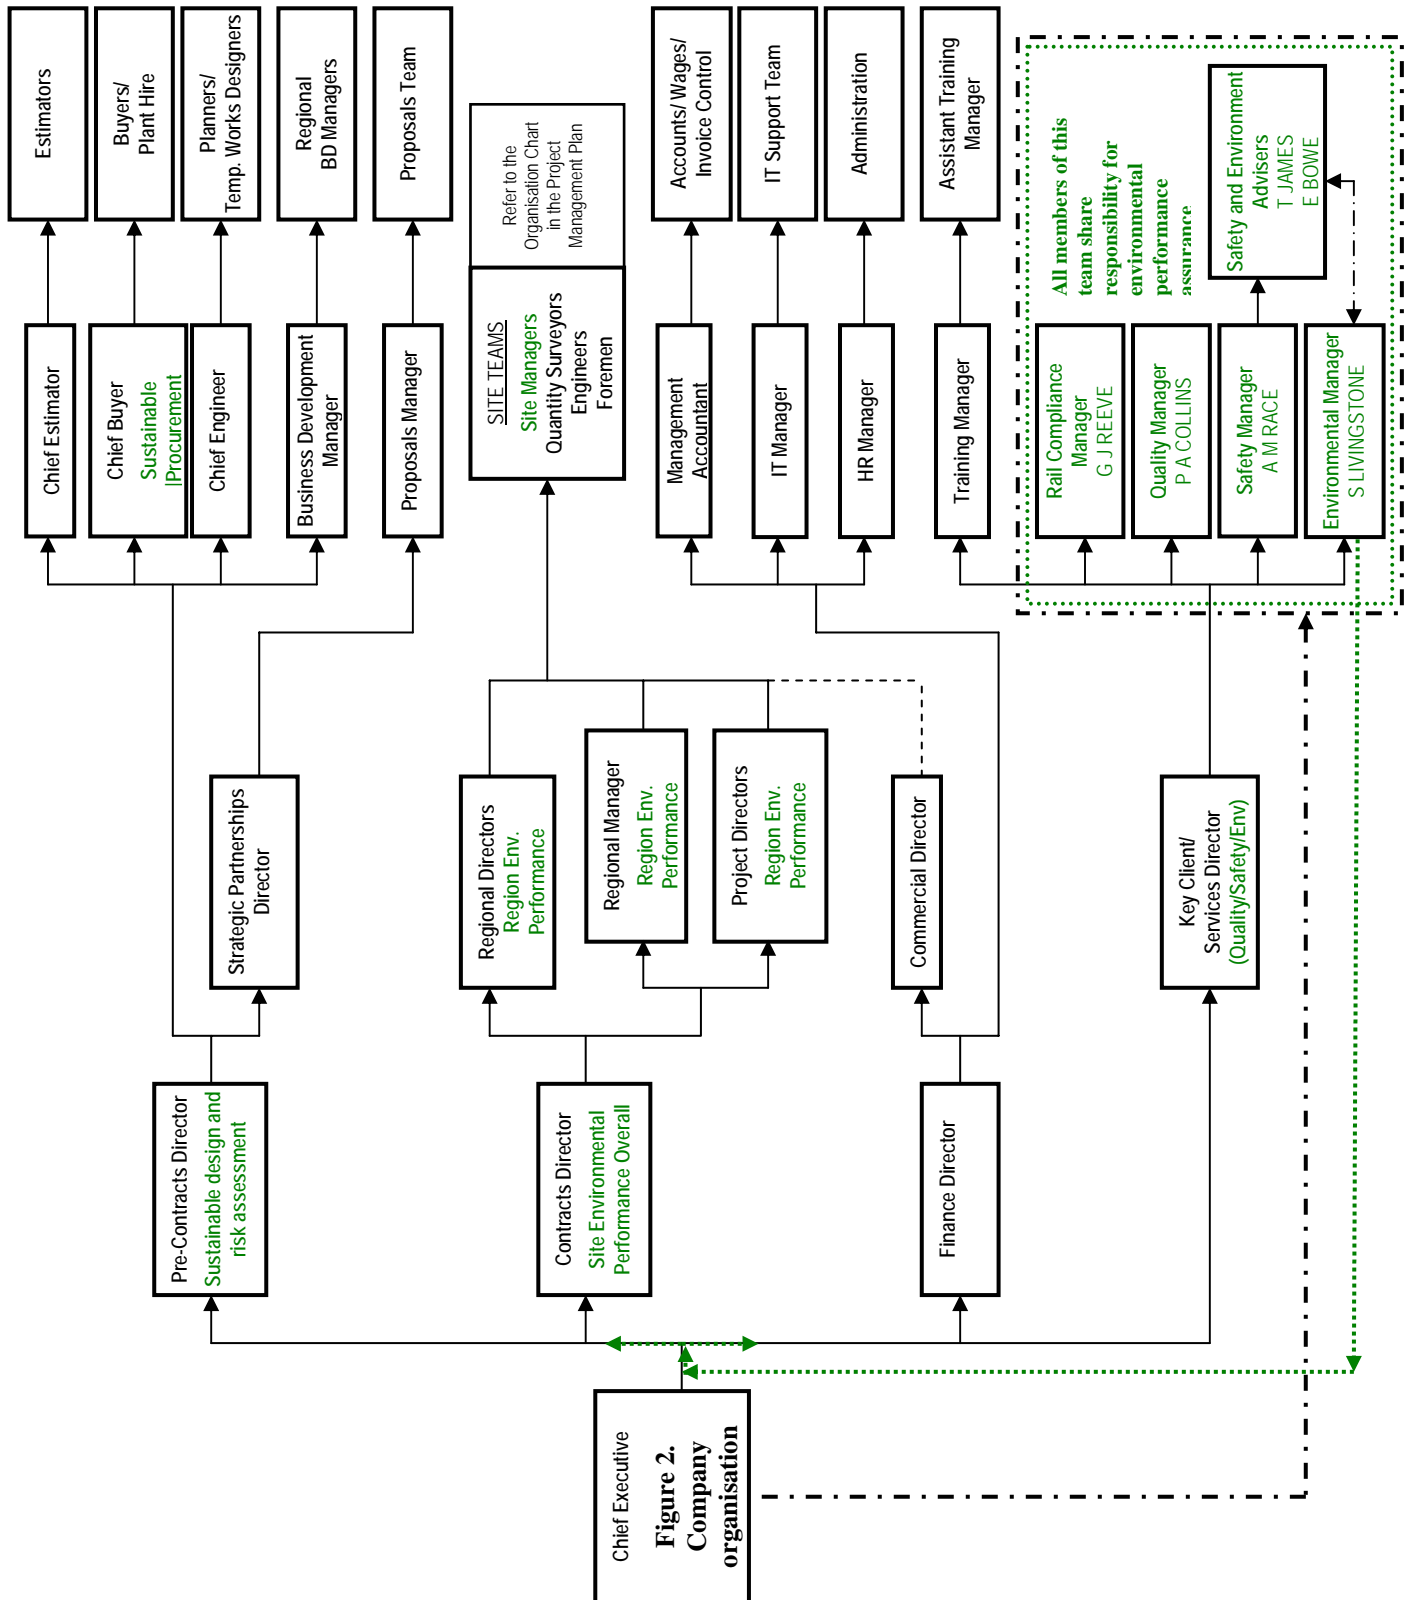 Chief Executive
Figure 2.
Company
organisation
Pre-Contracts Director
Sustainable design and
risk assessment
Contracts Director
Site Environmental
Performance Overall
Finance Director
Strategic Partnerships
Director
Regional Directors
Region Env.
Performance
Regional Manager
Region Env.
Performance
Project Directors
Region Env.
Performance
Commercial Director
Key Client/
Services Director
(Quality/Safety/Env)
Chief Estimator
Chief Buyer
Sustainable
|Procurement
Chief Engineer
Business Development
Manager
Proposals Manager
SITE TEAMS
Site Managers
Quantity Surveyors
Engineers
Foremen
Refer to the
Organisation Chart
in the Project
Management Plan
Management
Accountant
IT Manager
HR Manager
Training Manager
Rail Compliance
Manager
G J REEVE
Quality Manager
P A COLLINS
Safety Manager
A M RACE
Environmental Manager
S LIVINGSTONE
Estimators
Buyers/
Plant Hire
Planners/
Temp. Works Designers
Regional
BD Managers
Proposals Team
Accounts/ Wages/
Invoice Control
IT Support Team
Administration
Assistant Training
Manager
All members of this
team share
responsibility for
environmental
performance
assurance
Safety and Environment
Advisers
T JAMES
E BOWE